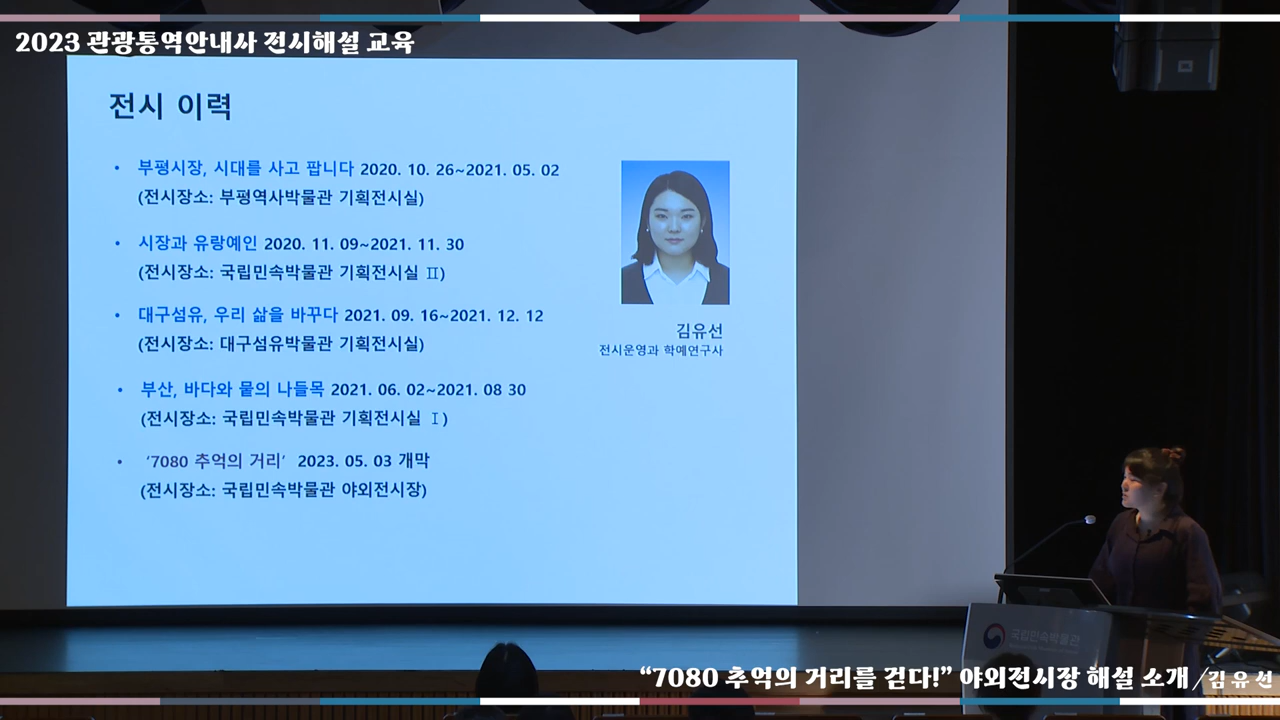 2023 관광통역안내사 전시해설 교육
전시 이력
• 부평시장, 시대를 사고 팝니다 2020. 10. 26~2021. 05. 02
(전시장소: 부평역사박물관 기획전시실)
• 시장과 유랑예인 2020. 11. 09~2021. 11. 30
(전시장소: 국립민속박물관 기획전시실 Ⅱ)
• 대구섬유, 우리 삶을 바꾸다 2021. 09. 16~2021. 12. 12
(전시장소: 대구섬유박물관 기획전시실)
• 부산, 바다와 뭍의 나들목 2021. 06. 02~2021. 08 30
(전시장소: 국립민속박물관 기획전시실 Ⅰ)
• ‘7080 추억의 거리’ 2023. 05. 03 개막
(전시장소: 국립민속박물관 야외전시장)
김유선
전시운영과 학예연구사
국립민속박물관
“7080 추억의 거리를 걷다!” 야외전시장 해설 소개 / 김유선